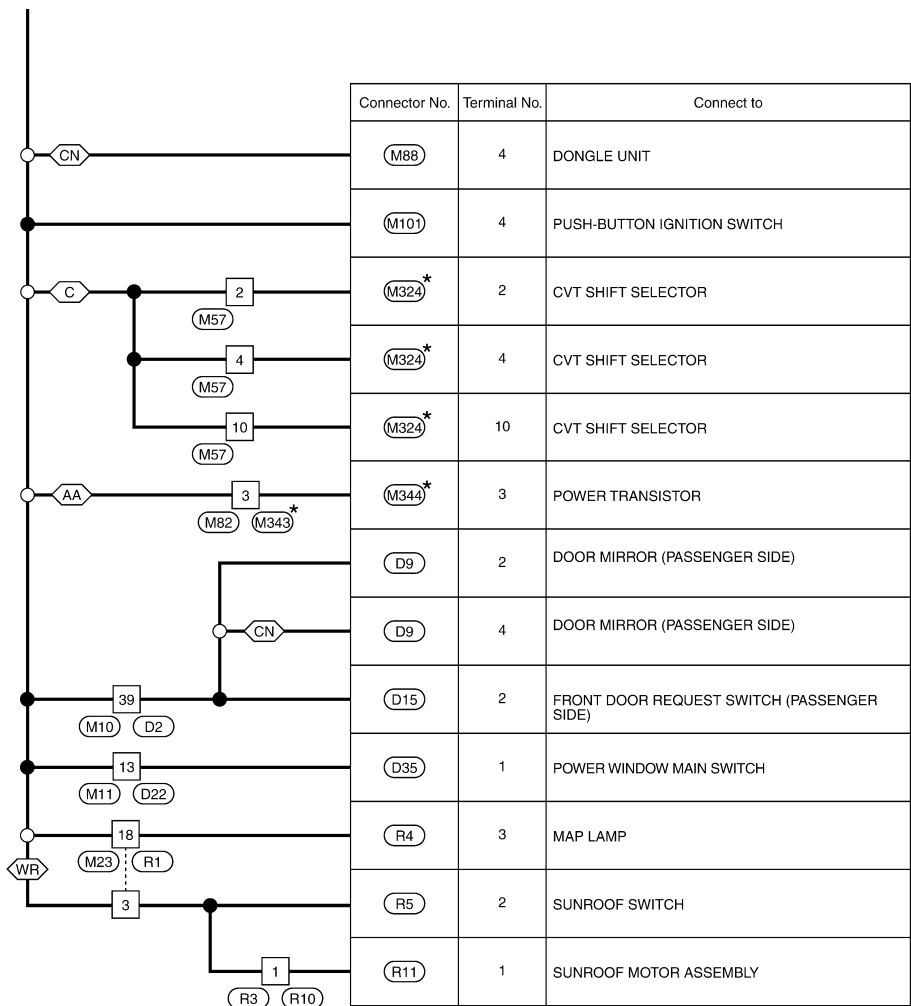 Connector No. Terminal No. Connect to
CN M88 4 DONGLE UNIT
M101 4 PUSH-BUTTON IGNITION SWITCH
C 2 M324* 2 CVT SHIFT SELECTOR
M57
4 M324* 4 CVT SHIFT SELECTOR
M57
10 M324* 10 CVT SHIFT SELECTOR
M57
AA 3 M344* 3 POWER TRANSISTOR
M82 M343*
D9 2 DOOR MIRROR (PASSENGER SIDE)
CN D9 4 DOOR MIRROR (PASSENGER SIDE)
39 D15 2 FRONT DOOR REQUEST SWITCH (PASSENGER
SIDE)
M10 D2
13 D35 1 POWER WINDOW MAIN SWITCH
M11 D22
18 R4 3 MAP LAMP
M23 R1
WR
3 R5 2 SUNROOF SWITCH
1 R11 1 SUNROOF MOTOR ASSEMBLY
R3 R10